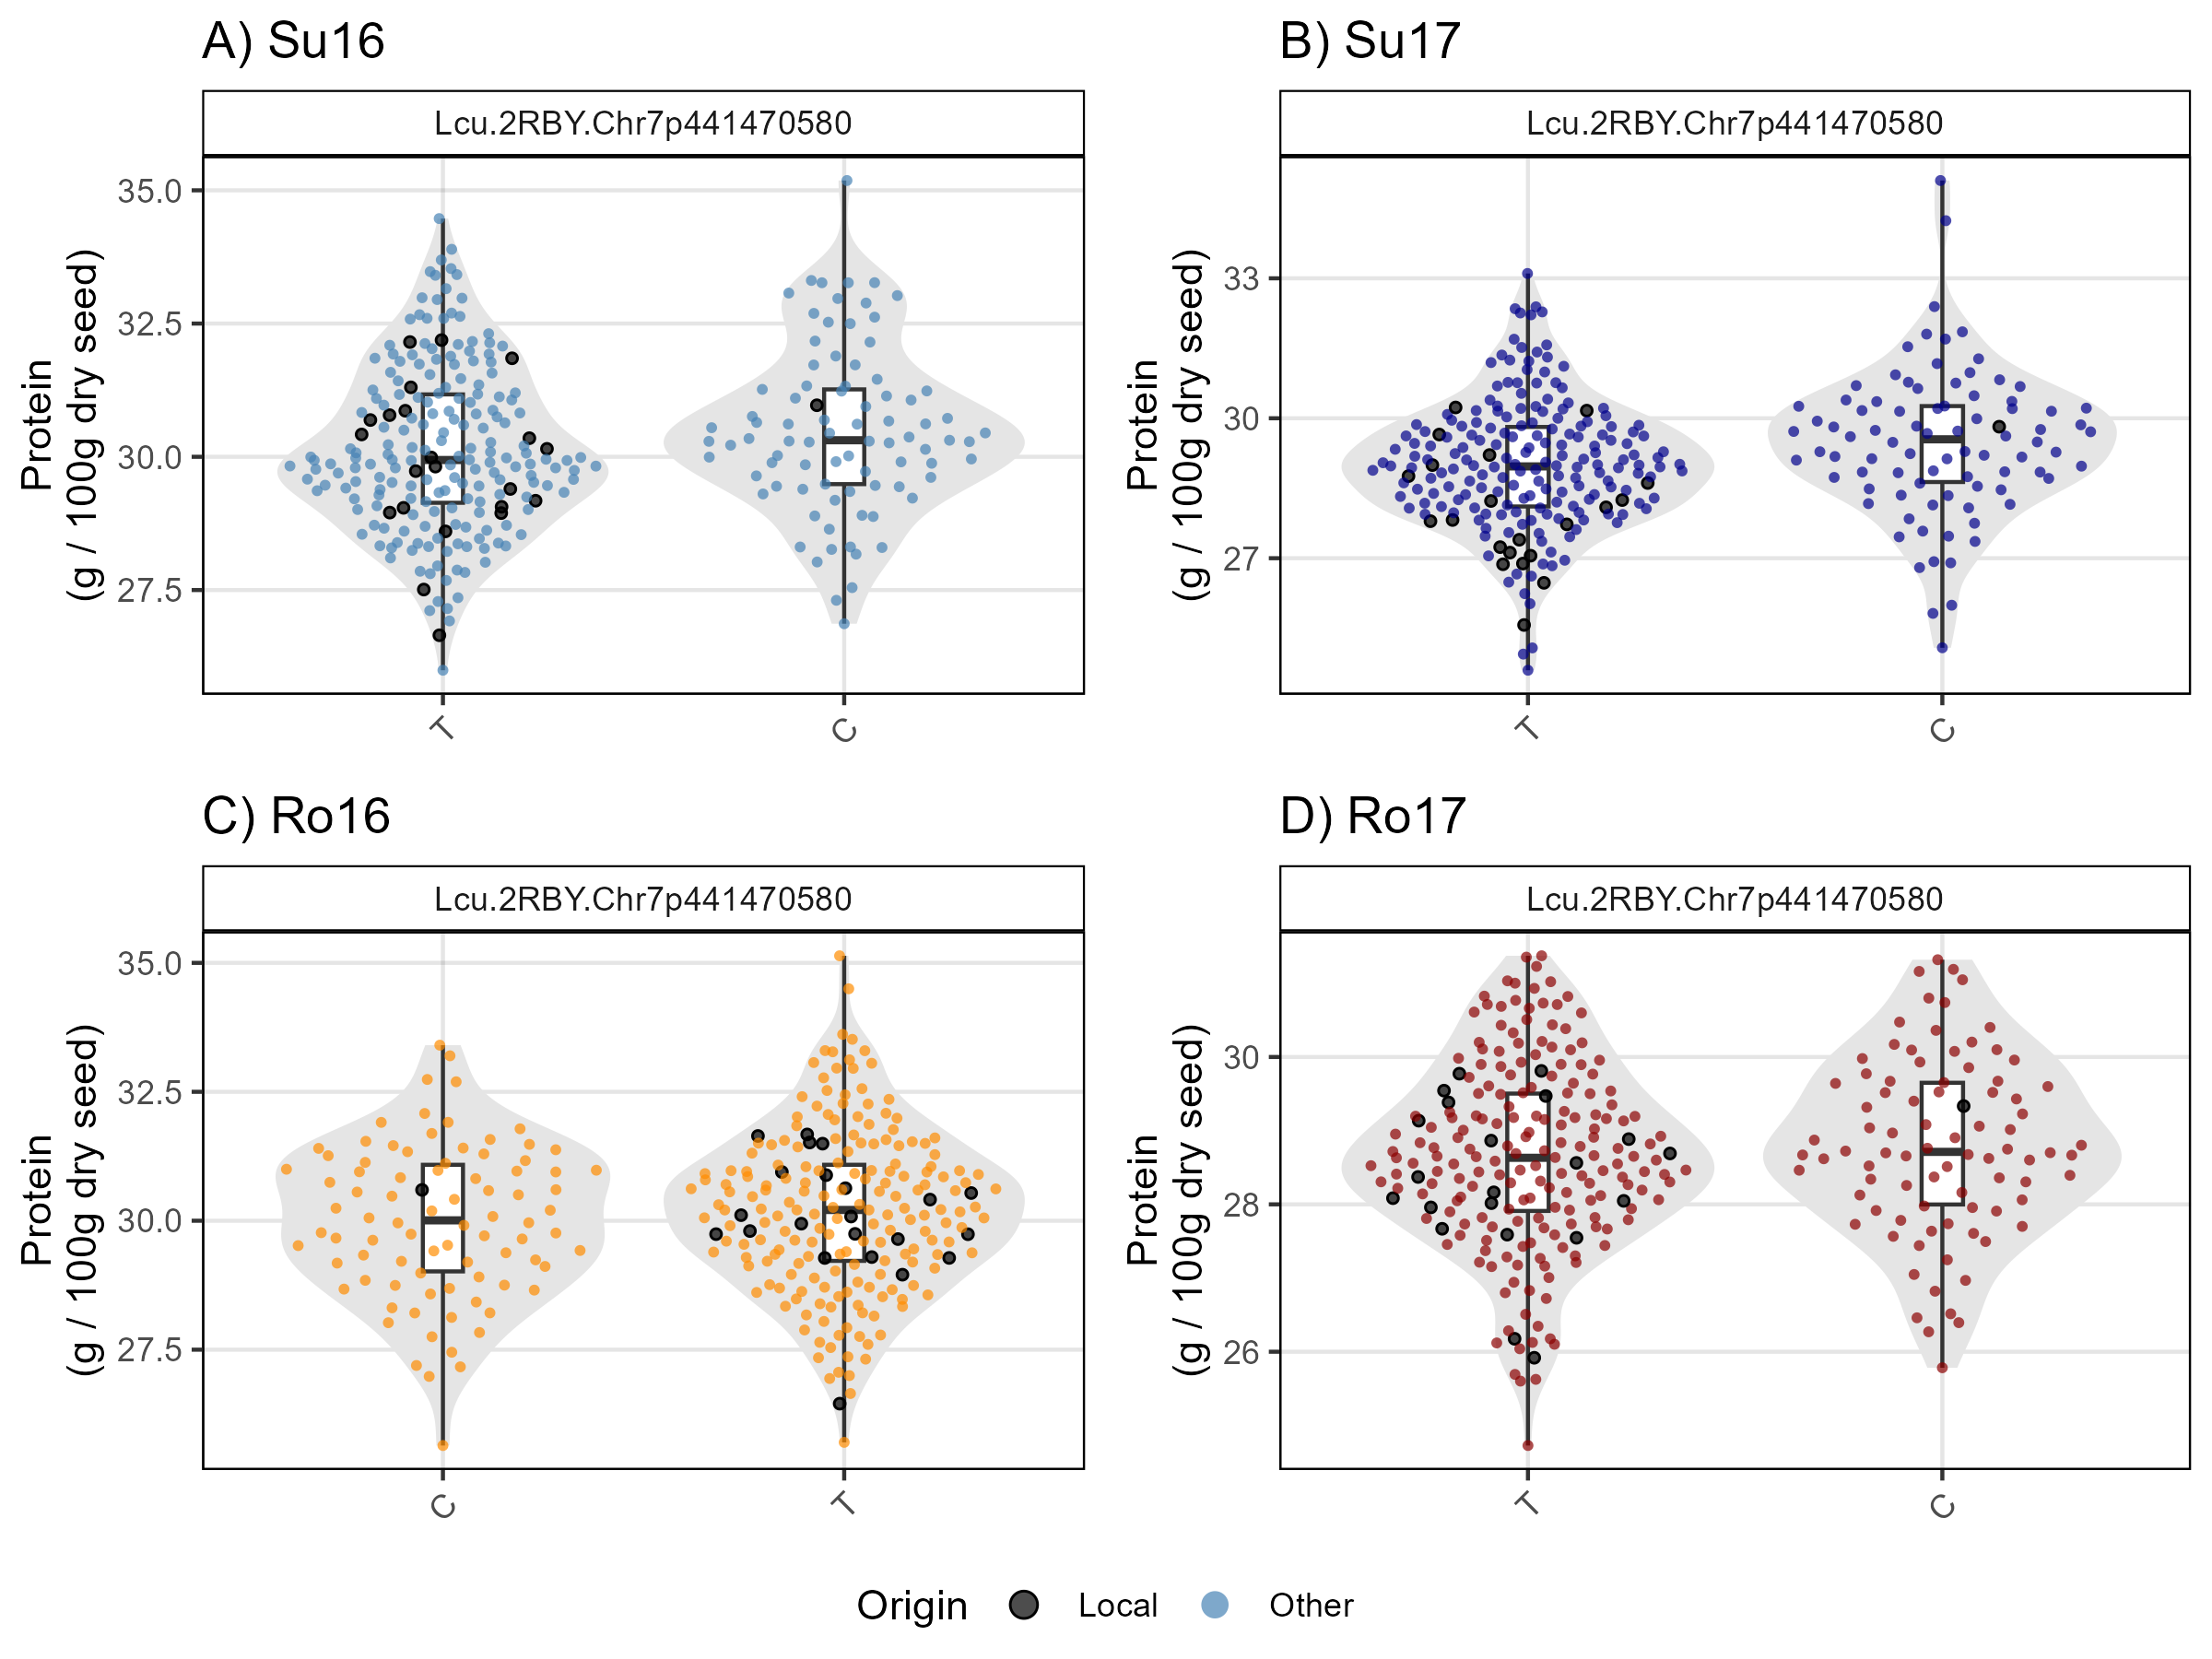 A) Su16
Lcu.2RBY.Chr7p441470580
Protein
(g / 100g dry seed)
35.0
32.5
30.0
27.5
T
C
B) Su17
Lcu.2RBY.Chr7p441470580
Protein
(g / 100g dry seed)
33
30
27
T
C
C) Ro16
Lcu.2RBY.Chr7p441470580
Protein
(g / 100g dry seed)
35.0
32.5
30.0
27.5
C
T
D) Ro17
Lcu.2RBY.Chr7p441470580
Protein
(g / 100g dry seed)
30
28
26
T
C
Origin Local Other